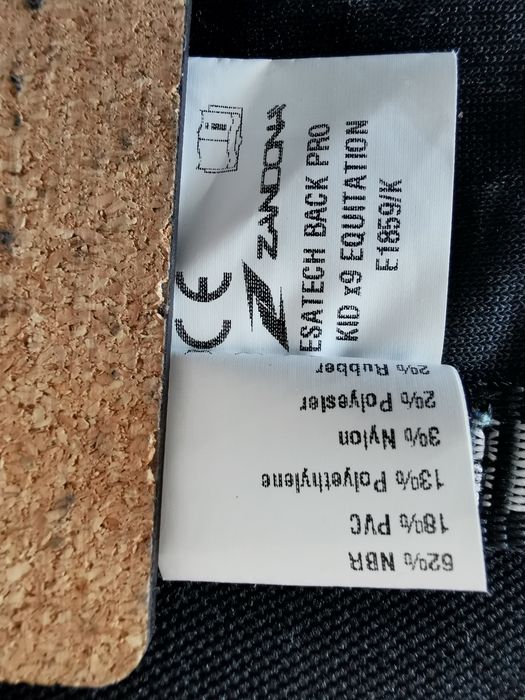 CE
ZANDONA
ESATECH BACK PRO
KID x9 EQUITATION
E1859/K
62% NBR
18% PVC
13% Polyethylene
3% Nylon
2% Polyester
2% Rubber